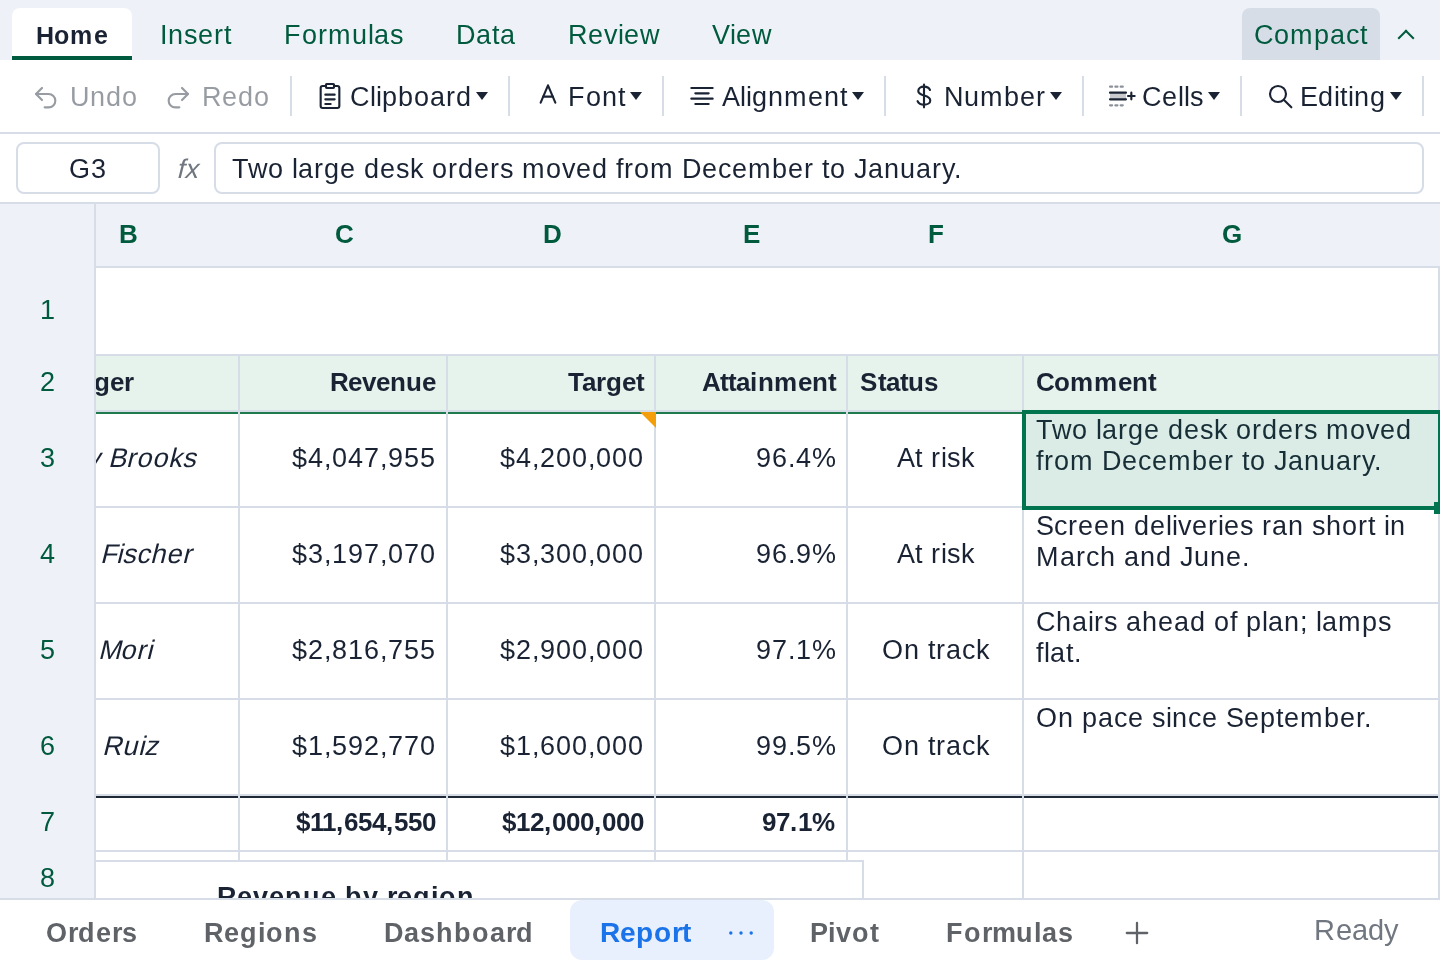 Home Insert Formulas Data Review View Compact
Undo Redo Clipboard Font Alignment Number Cells Editing
G3 fx Two large desk orders moved from December to January.
B C D E F G
1
2 ger Revenue Target Attainment Status Comment
3 y Brooks $4,047,955 $4,200,000 96.4% At risk Two large desk orders moved
from December to January.
4 Fischer $3,197,070 $3,300,000 96.9% At risk Screen deliveries ran short in
March and June.
5 Mori $2,816,755 $2,900,000 97.1% On track Chairs ahead of plan; lamps
flat.
6 Ruiz $1,592,770 $1,600,000 99.5% On track On pace since September.
7 $11,654,550 $12,000,000 97.1%
8
Revenue by region
Orders Regions Dashboard Report ··· Pivot Formulas + Ready